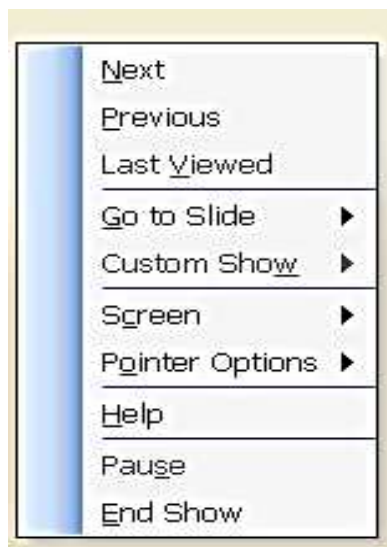 Next
Previous
Last Viewed
Go to Slide
Custom Show
Screen
Pointer Options
Help
Pause
End Show